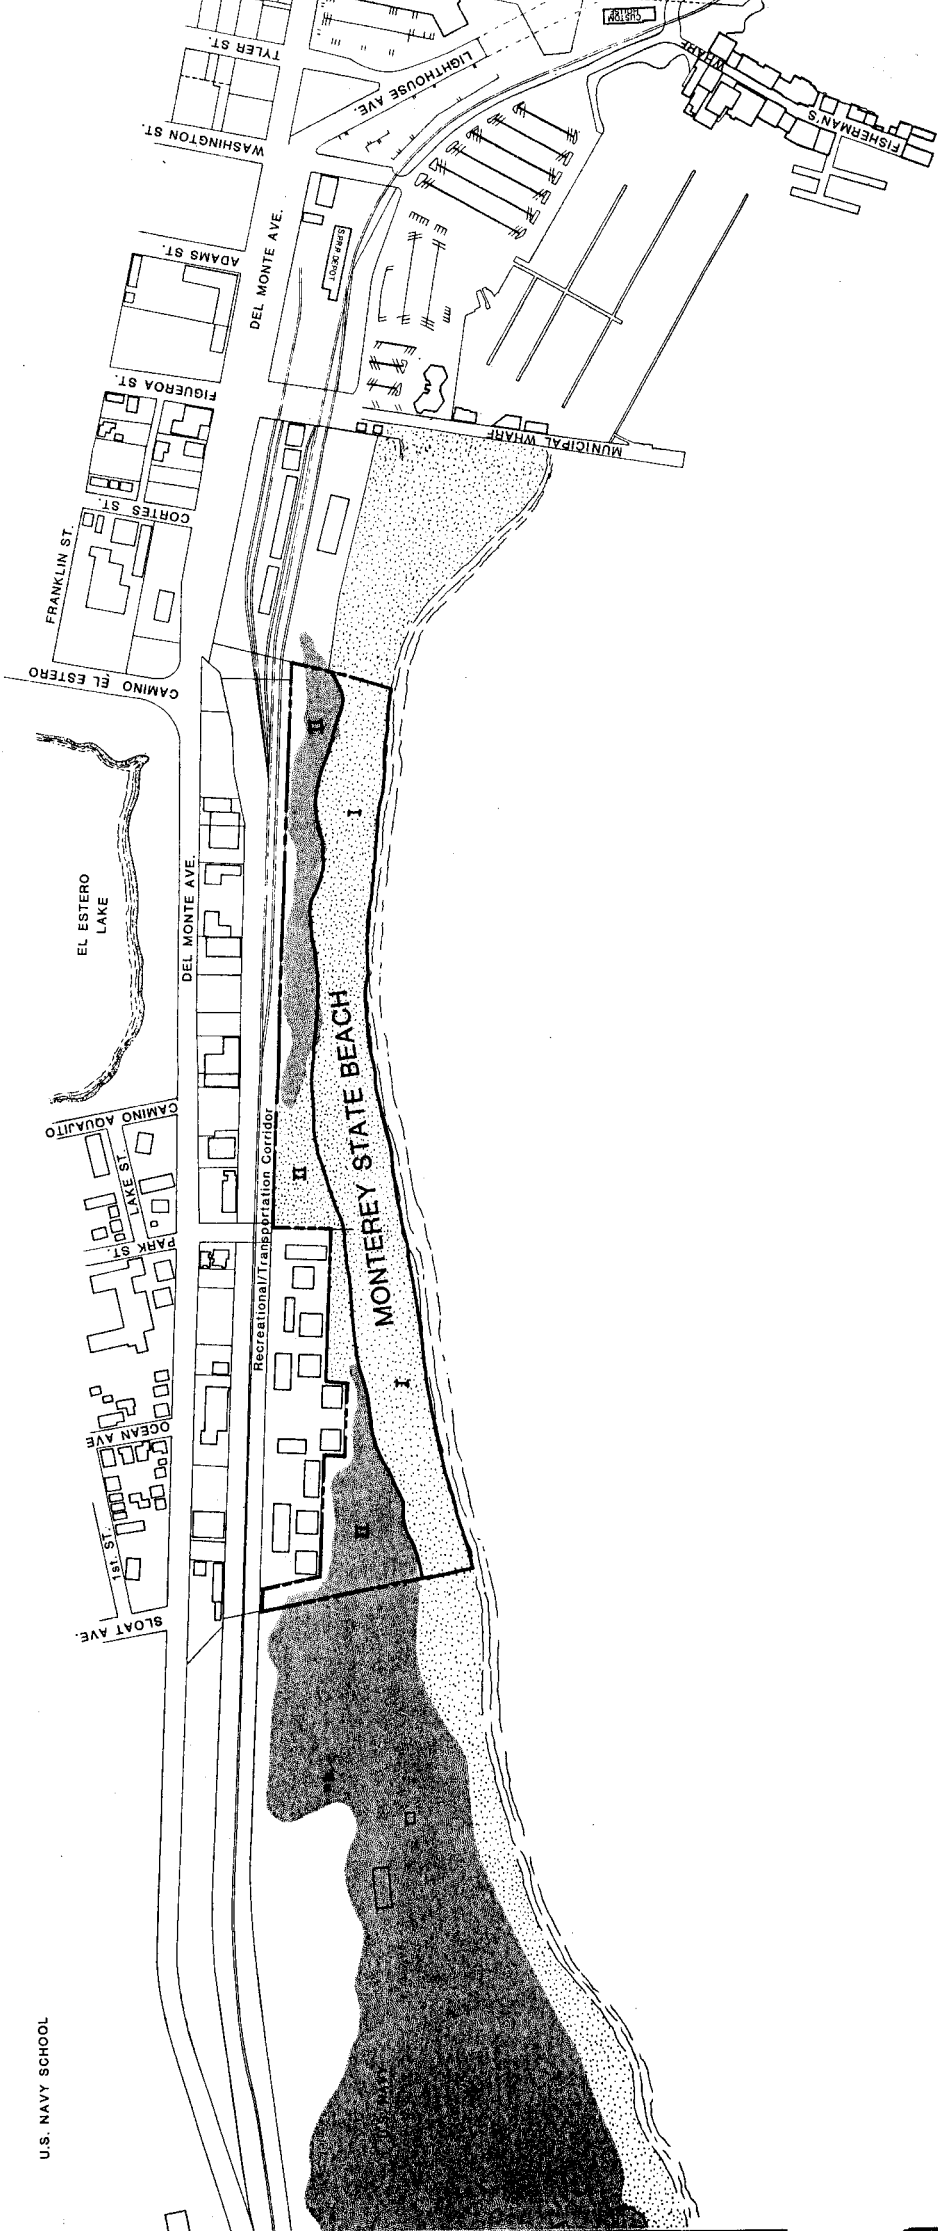 TYLER ST.
LIGHTHOUSE AVE.
CUSTOM
HOUSE
FISHERMAN'S
WHARF
WASHINGTON ST.
ADAMS ST.
DEL MONTE AVE.
S.P.R.R. DEPOT
FIGUEROA ST.
MUNICIPAL WHARF
CORTES ST.
FRANKLIN ST.
CAMINO EL ESTERO
II
I
EL ESTERO
LAKE
DEL MONTE AVE.
MONTEREY STATE BEACH
CAMINO AQUAJITO
LAKE ST.
PARK ST.
II
Recreational/Transportation Corridor
I
OCEAN AVE
1st. ST.
II
SLOAT AVE.
U.S. NAVY
U.S. NAVY SCHOOL